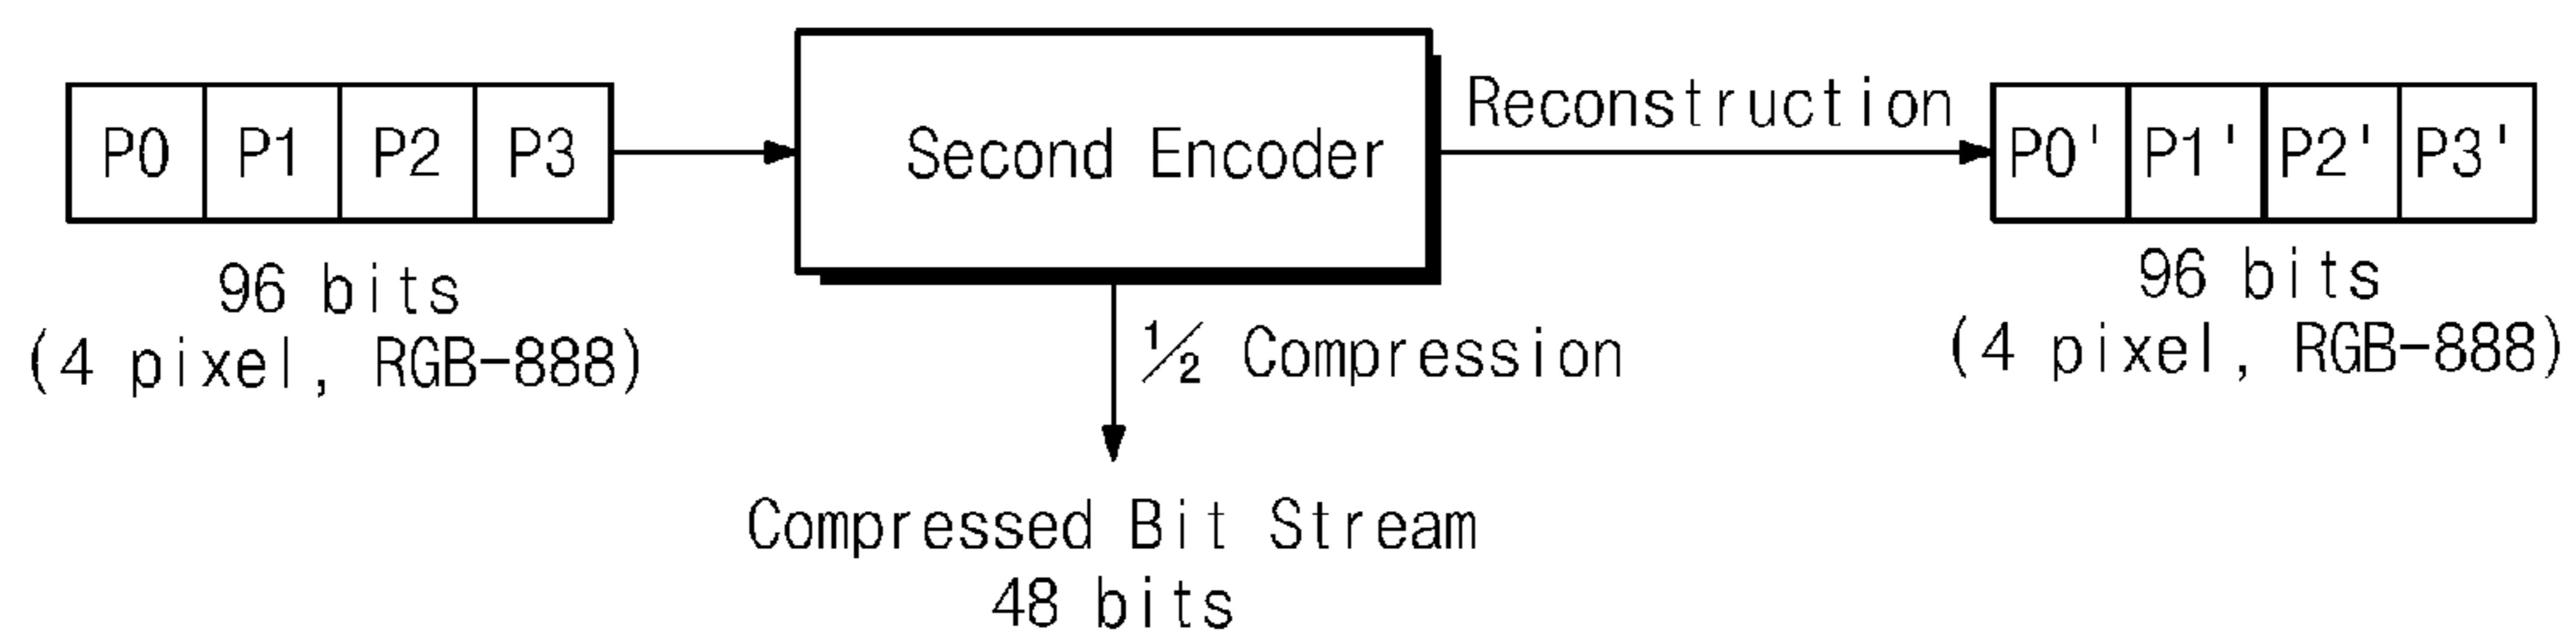 P0 P1 P2 P3
96 bits
(4 pixel, RGB-888)
Second Encoder
Reconstruction
P0' P1' P2' P3'
96 bits
(4 pixel, RGB-888)
½ Compression
Compressed Bit Stream
48 bits